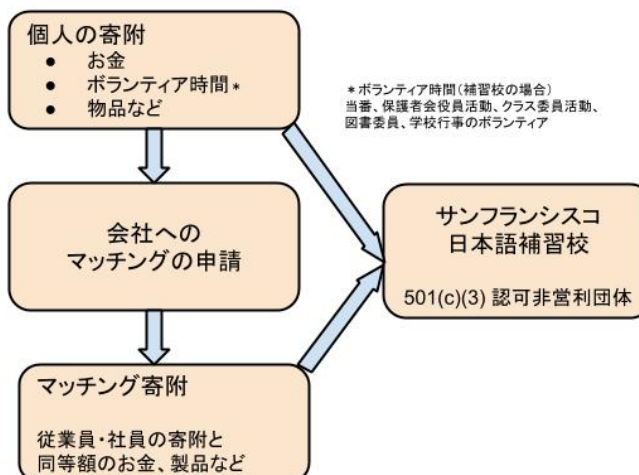 個人の寄附
● お金
● ボランティア時間*
● 物品など
*ボランティア時間(補習校の場合)
当番、保護者会役員活動、クラス委員活動、
図書委員、学校行事のボランティア
会社への
マッチングの申請
サンフランシスコ
日本語補習校
501(c)(3) 認可非営利団体
マッチング寄附
従業員・社員の寄附と
同等額のお金、製品など